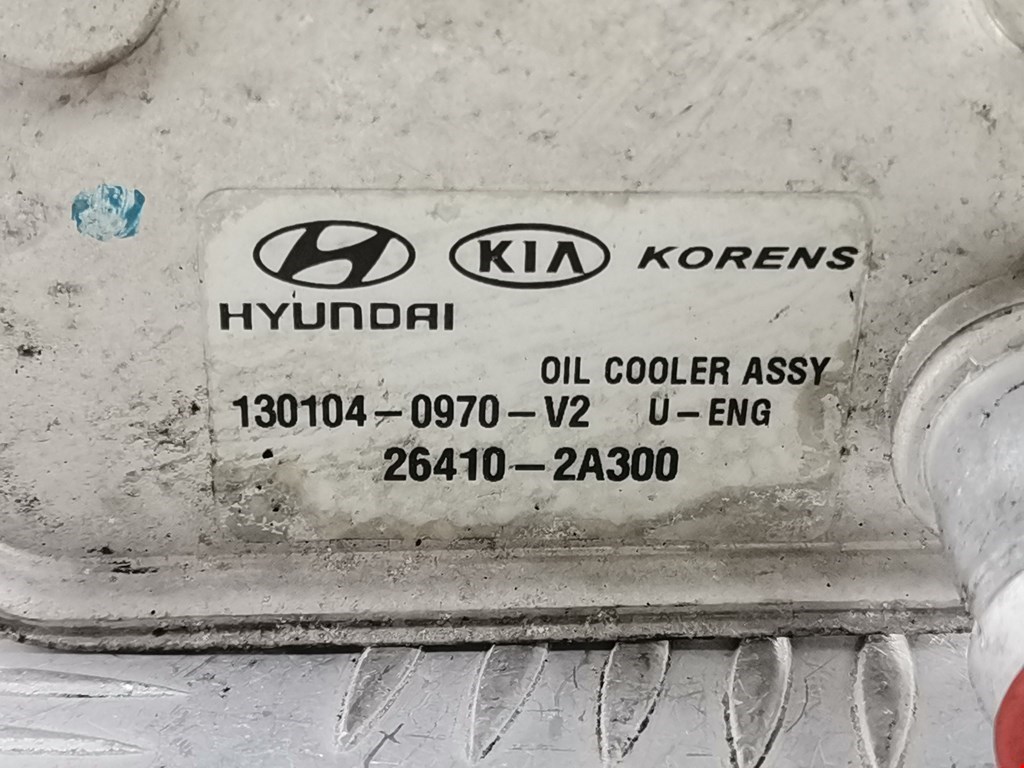 HYUNDAI
KIA KORENS
OIL COOLER ASSY
130104-0970-V2 U-ENG
26410-2A300